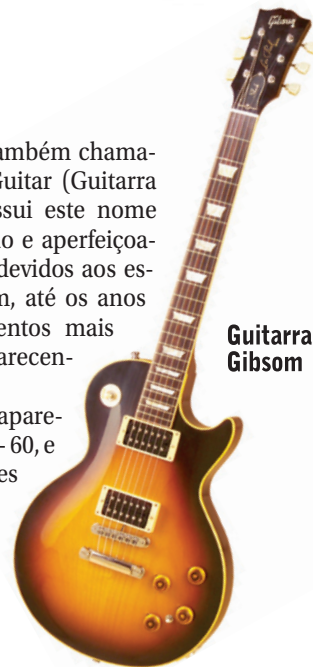 ambém chama-
Guitar (Guitarra
ssui este nome
o e aperfeiçoa-
devidos aos es-
m, até os anos
entos mais
arecen-
apare-
- 60, e
es
Guitarra
Gibsom
Gibson